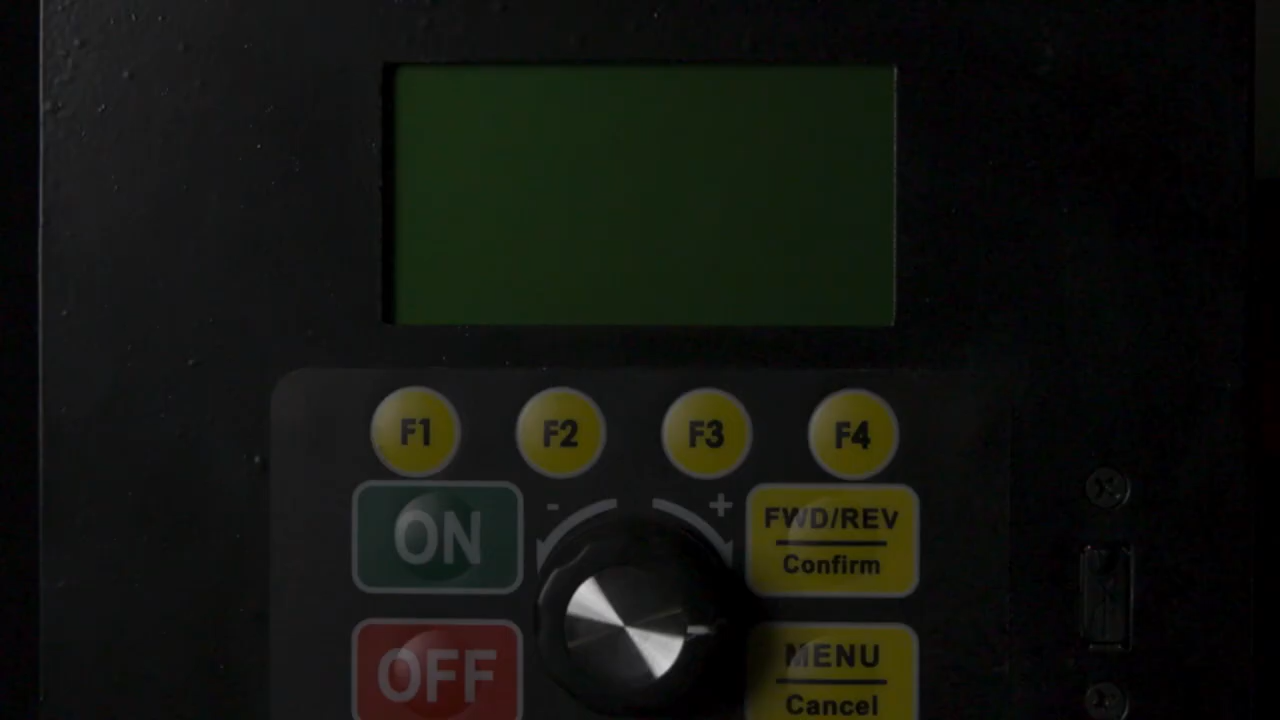 F1 F2 F3 F4
ON
- +
FWD/REV
Confirm
OFF
MENU
Cancel